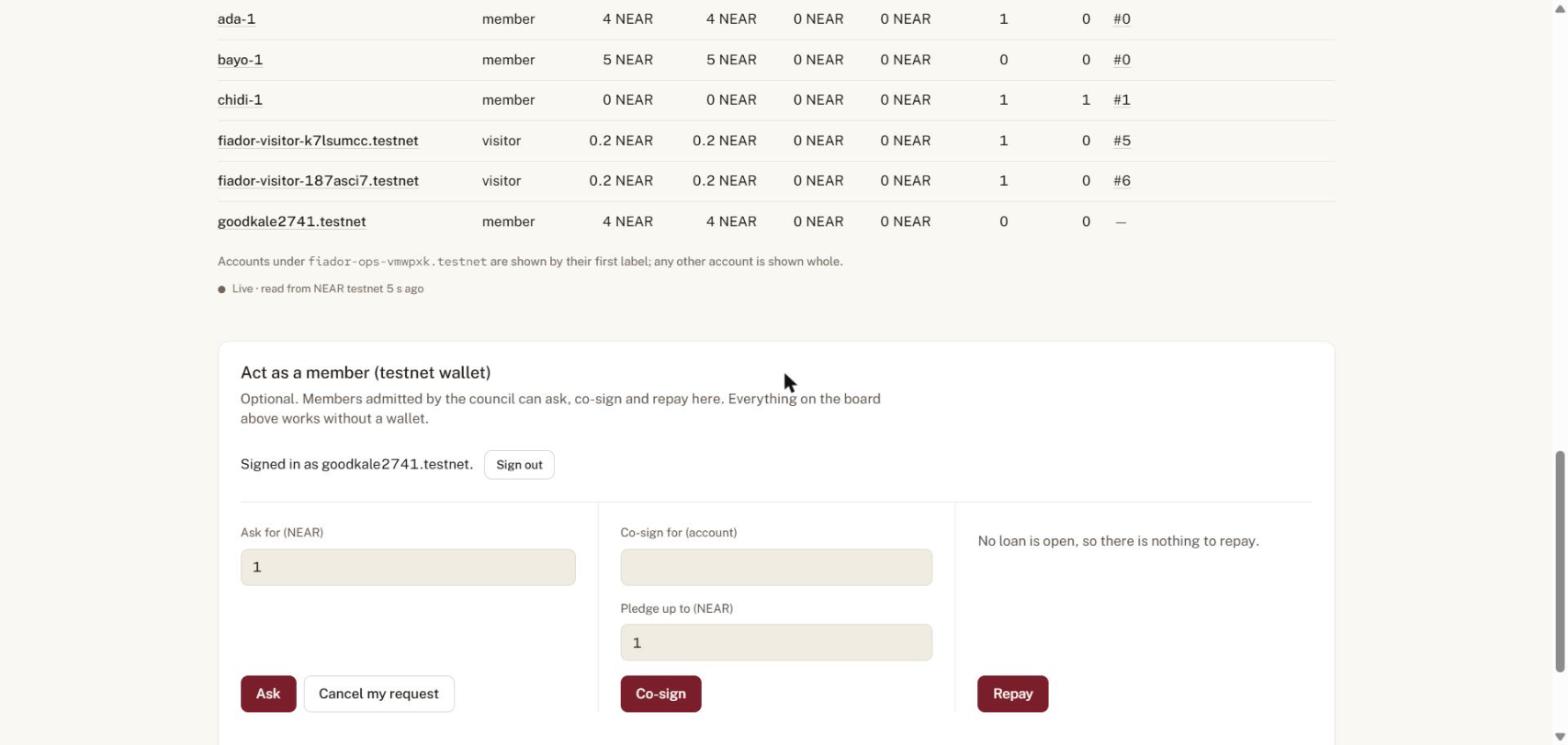 ada-1 member 4 NEAR 4 NEAR 0 NEAR 0 NEAR 1 0 #0
bayo-1 member 5 NEAR 5 NEAR 0 NEAR 0 NEAR 0 0 #0
chidi-1 member 0 NEAR 0 NEAR 0 NEAR 0 NEAR 1 1 #1
fiador-visitor-k7lsumcc.testnet visitor 0.2 NEAR 0.2 NEAR 0 NEAR 0 NEAR 1 0 #5
fiador-visitor-187asci7.testnet visitor 0.2 NEAR 0.2 NEAR 0 NEAR 0 NEAR 1 0 #6
goodkale2741.testnet member 4 NEAR 4 NEAR 0 NEAR 0 NEAR 0 0 —
Accounts under fiador-ops-vmwpxk.testnet are shown by their first label; any other account is shown whole.
Live · read from NEAR testnet 5 s ago
Act as a member (testnet wallet)
Optional. Members admitted by the council can ask, co-sign and repay here. Everything on the board
above works without a wallet.
Signed in as goodkale2741.testnet. Sign out
Ask for (NEAR)
1
Ask Cancel my request
Co-sign for (account)
Pledge up to (NEAR)
1
Co-sign
No loan is open, so there is nothing to repay.
Repay